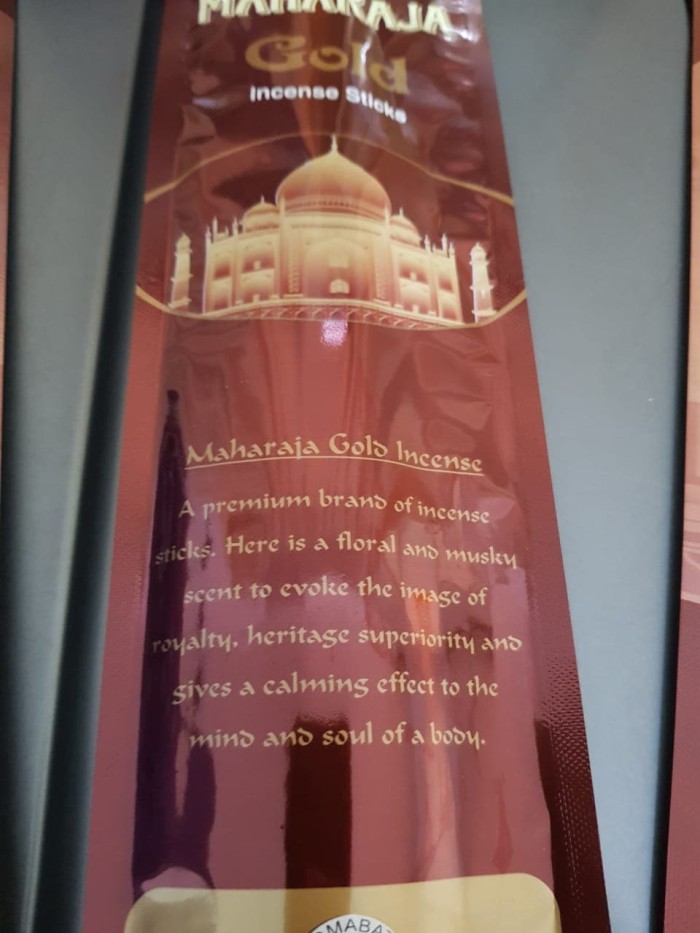 MAHARAJA
Gold
Incense Sticks
Maharaja Gold Incense
A premium brand of incense
sticks. Here is a floral and musky
scent to evoke the image of
royalty, heritage superiority and
gives a calming effect to the
mind and soul of a body.